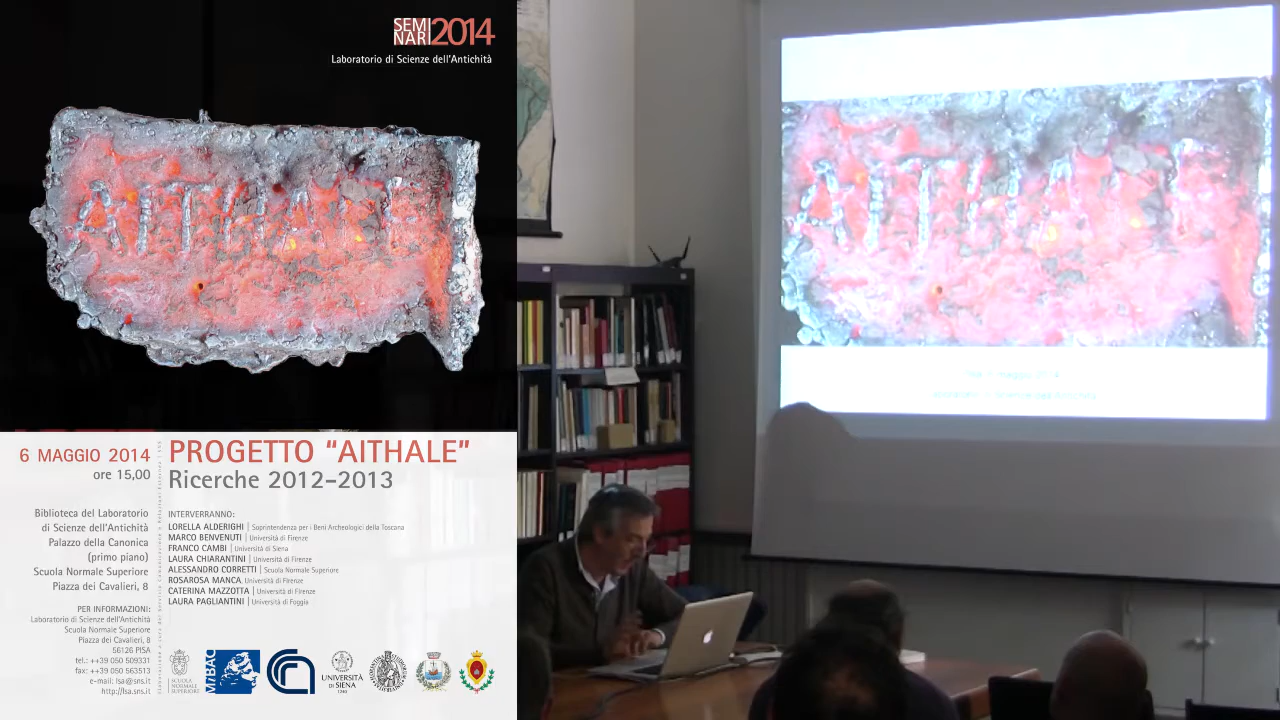 SEMI
NARI 2014
Laboratorio di Scienze dell'Antichità
6 MAGGIO 2014
ore 15,00
PROGETTO “AITHALE”
Ricerche 2012-2013
Biblioteca del Laboratorio
di Scienze dell'Antichità
Palazzo della Canonica
(primo piano)
Scuola Normale Superiore
Piazza dei Cavalieri, 8
PER INFORMAZIONI:
Laboratorio di Scienze dell'Antichità
Scuola Normale Superiore
Piazza dei Cavalieri, 8
56126 PISA
tel.: ++39 050 509331
fax: ++39 050 563513
e-mail: lsa@sns.it
http://lsa.sns.it
INTERVERRANNO:
LORELLA ALDERIGHI | Soprintendenza per i Beni Archeologici della Toscana
MARCO BENVENUTI | Università di Firenze
FRANCO CAMBI | Università di Siena
LAURA CHIARANTINI | Università di Firenze
ALESSANDRO CORRETTI | Scuola Normale Superiore
ROSAROSA MANCA, Università di Firenze
CATERINA MAZZOTTA | Università di Firenze
LAURA PAGLIANTINI | Università di Foggia
SCUOLA
NORMALE
SUPERIORE
MiBAC
UNIVERSITÀ
DI SIENA
1240